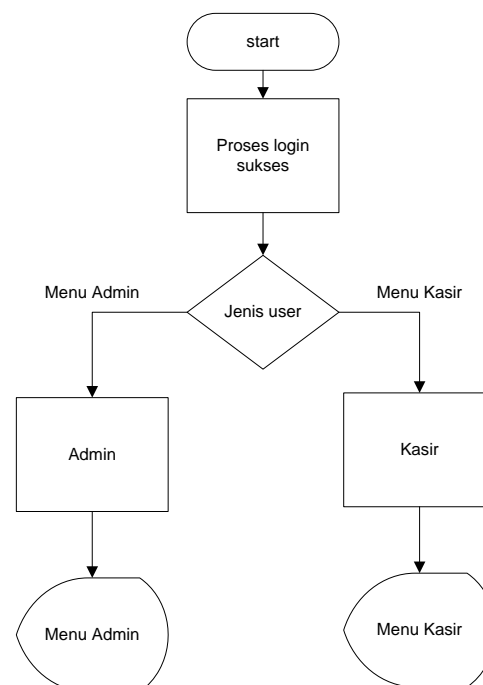 start
Proses login
sukses
Menu Admin
Jenis user
Menu Kasir
Admin
Kasir
Menu Admin
Menu Kasir